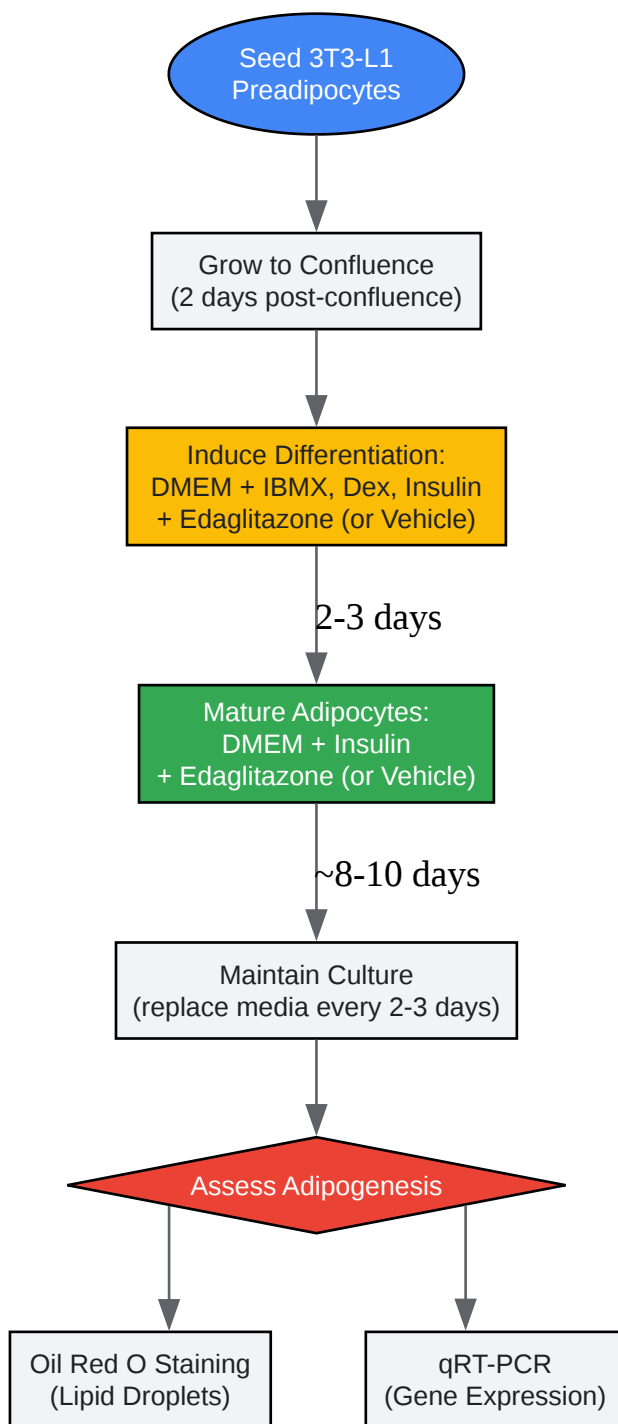 Seed 3T3-L1
Preadipocytes
Grow to Confluence
(2 days post-confluence)
Induce Differentiation:
DMEM + IBMX, Dex, Insulin
+ Edaglitazone (or Vehicle)
2-3 days
Mature Adipocytes:
DMEM + Insulin
+ Edaglitazone (or Vehicle)
~8-10 days
Maintain Culture
(replace media every 2-3 days)
Assess Adipogenesis
Oil Red O Staining
(Lipid Droplets)
qRT-PCR
(Gene Expression)